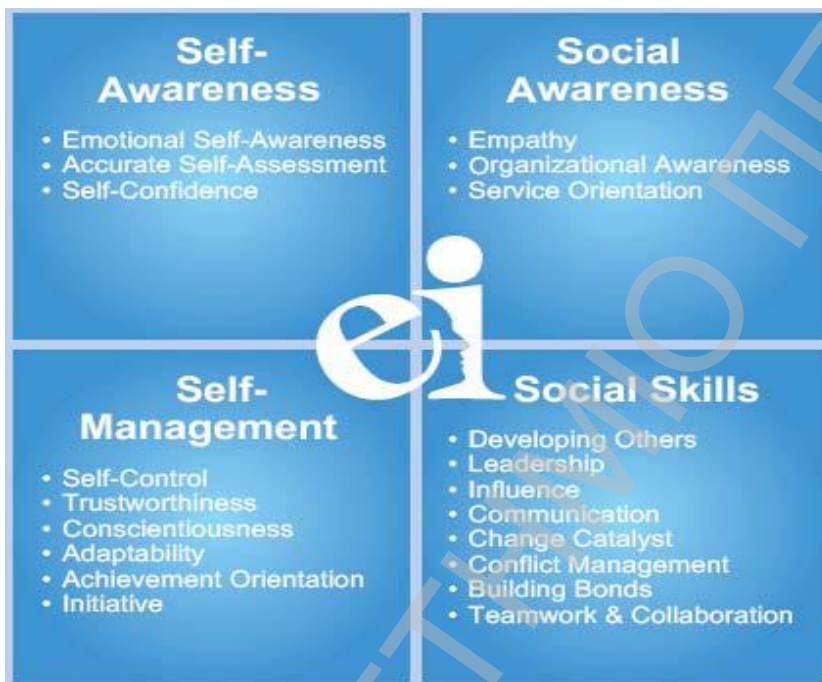 Self-
Awareness
• Emotional Self-Awareness
• Accurate Self-Assessment
• Self-Confidence
Social
Awareness
• Empathy
• Organizational Awareness
• Service Orientation
ei
Self-
Management
• Self-Control
• Trustworthiness
• Conscientiousness
• Adaptability
• Achievement Orientation
• Initiative
Social Skills
• Developing Others
• Leadership
• Influence
• Communication
• Change Catalyst
• Conflict Management
• Building Bonds
• Teamwork & Collaboration